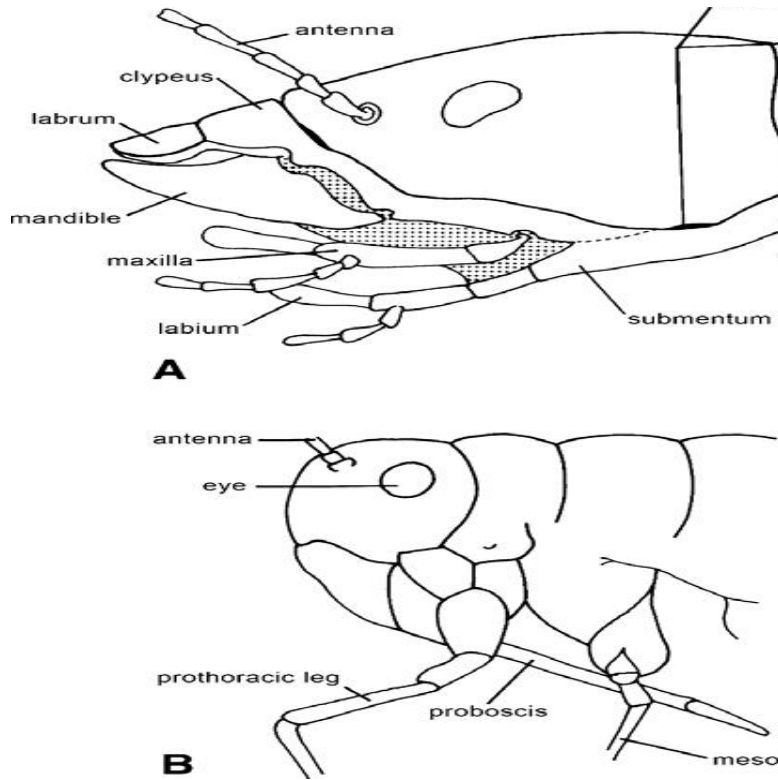 antenna
clypeus
labrum
mandible
maxilla
labium
submentum
A
antenna
eye
prothoracic leg
proboscis
meso
B